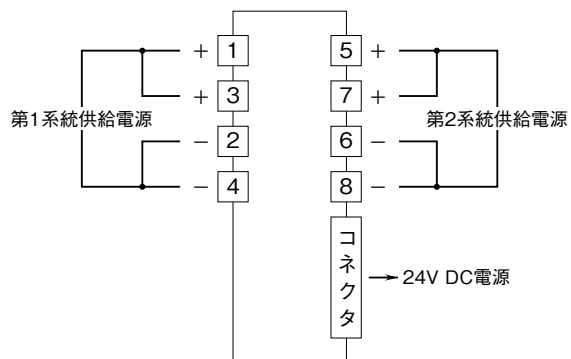 + 1 5 +
+ 3 7 +
第1系統供給電源 第2系統供給電源
− 2 6 −
− 4 8 −
コネクタ
24V DC電源